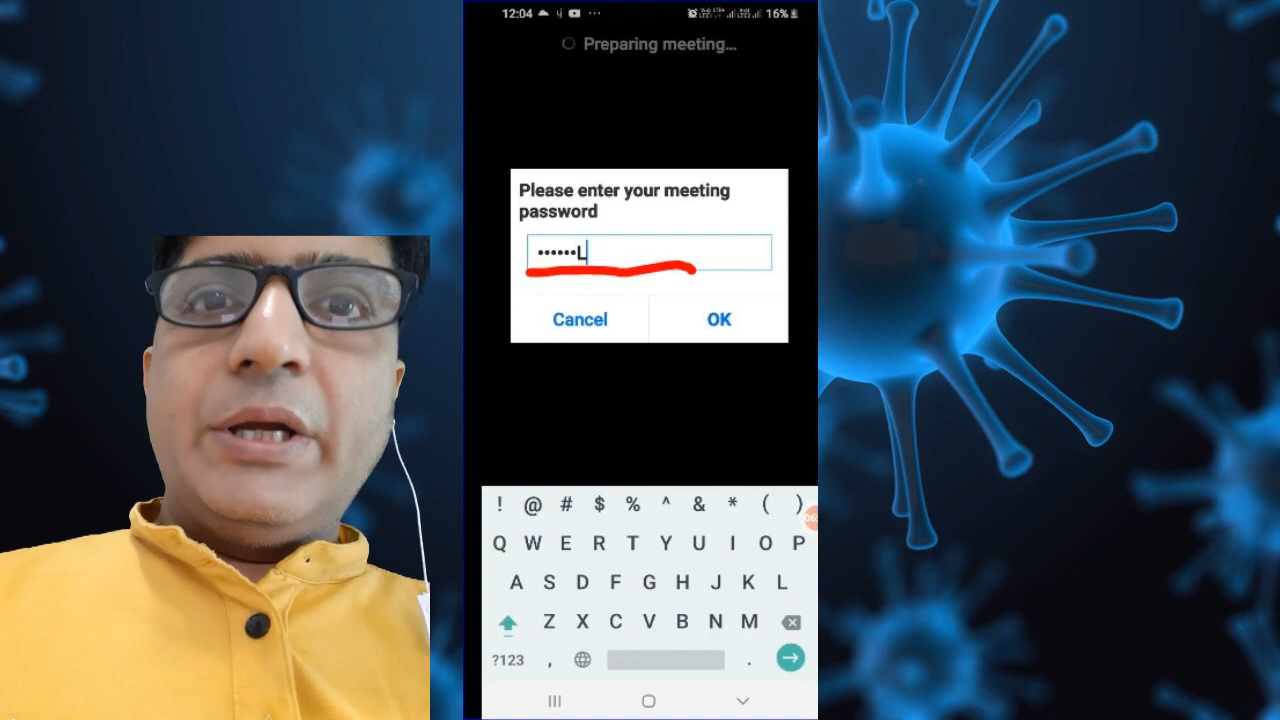 12:04
16%
Preparing meeting...
Please enter your meeting
password
••••••L
Cancel
OK
! @ # $ % ^ & * ( )
Q W E R T Y U I O P
A S D F G H J K L
Z X C V B N M
?123 , .